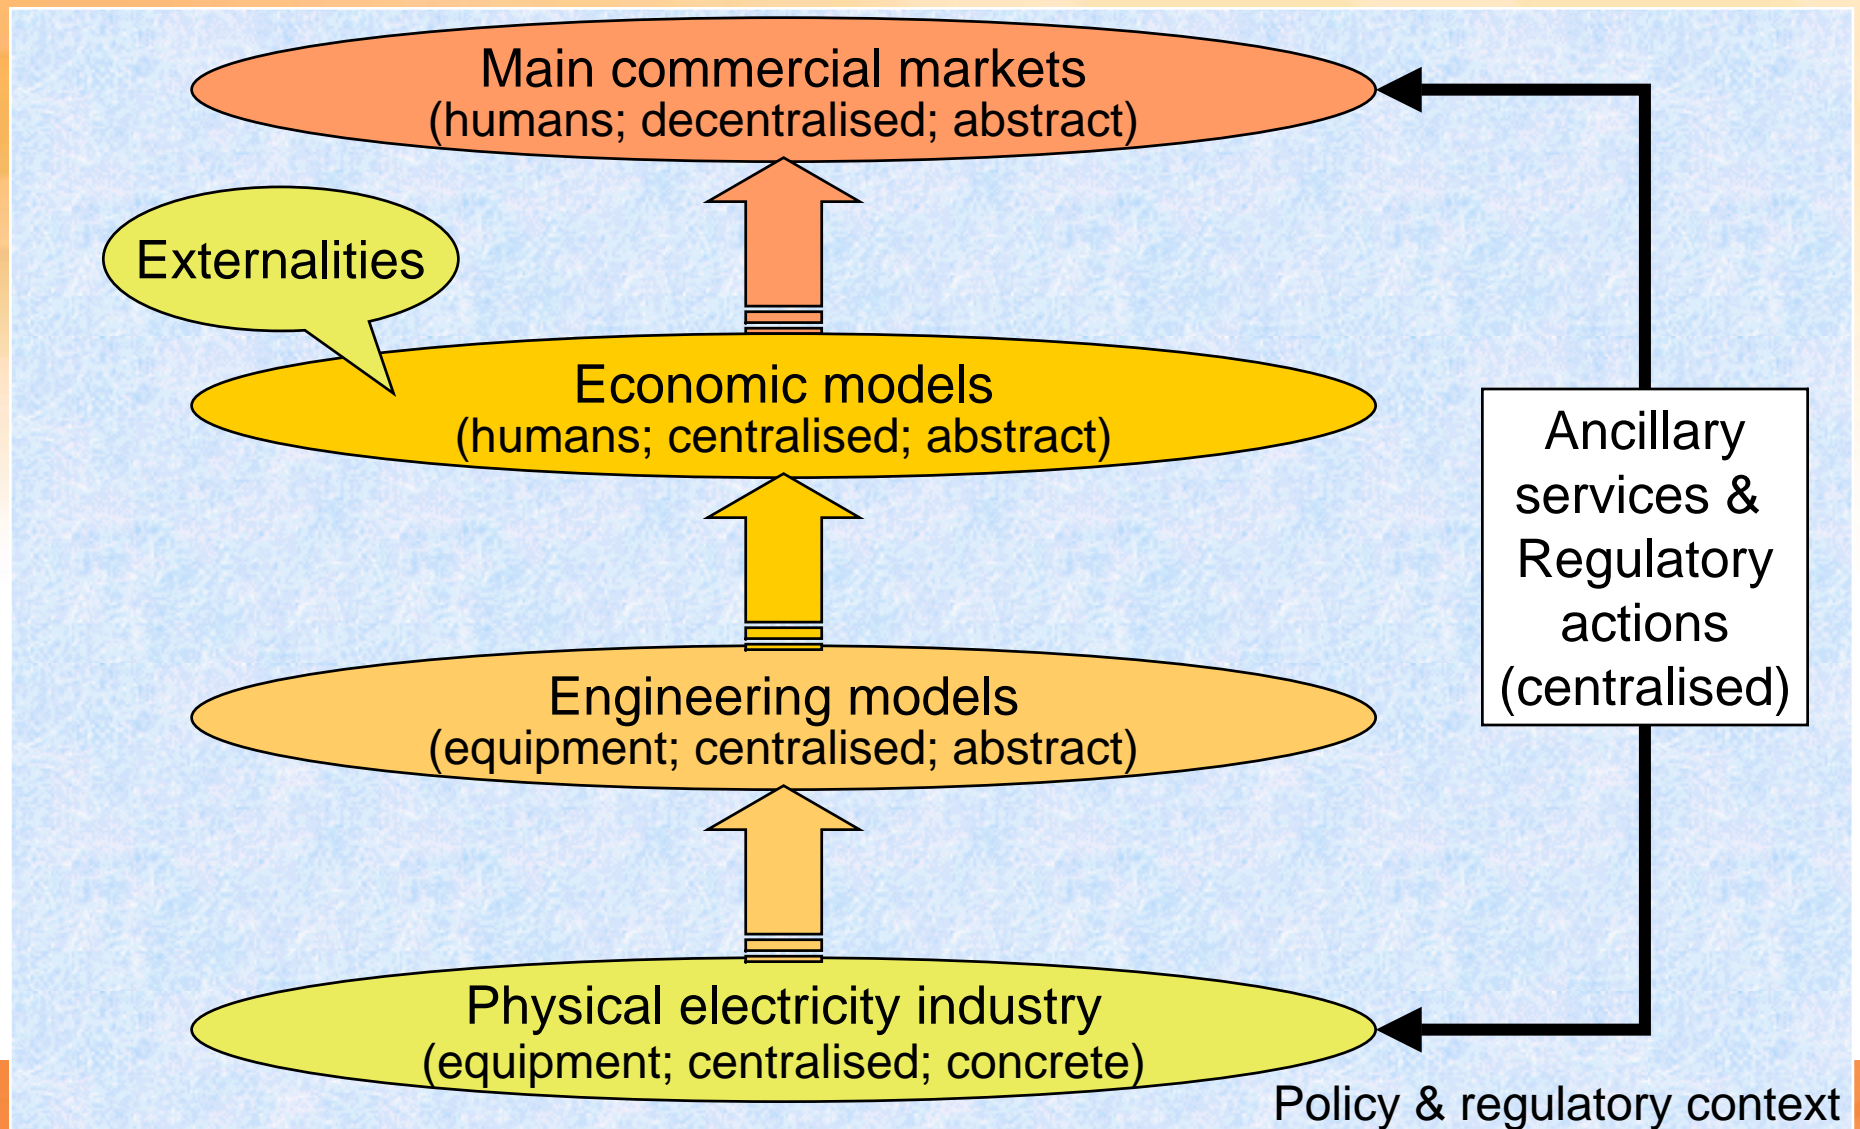 Main commercial markets
(humans; decentralised; abstract)
Externalities
Economic models
(humans; centralised; abstract)
Ancillary
services &
Regulatory
actions
(centralised)
Engineering models
(equipment; centralised; abstract)
Physical electricity industry
(equipment; centralised; concrete)
Policy & regulatory context